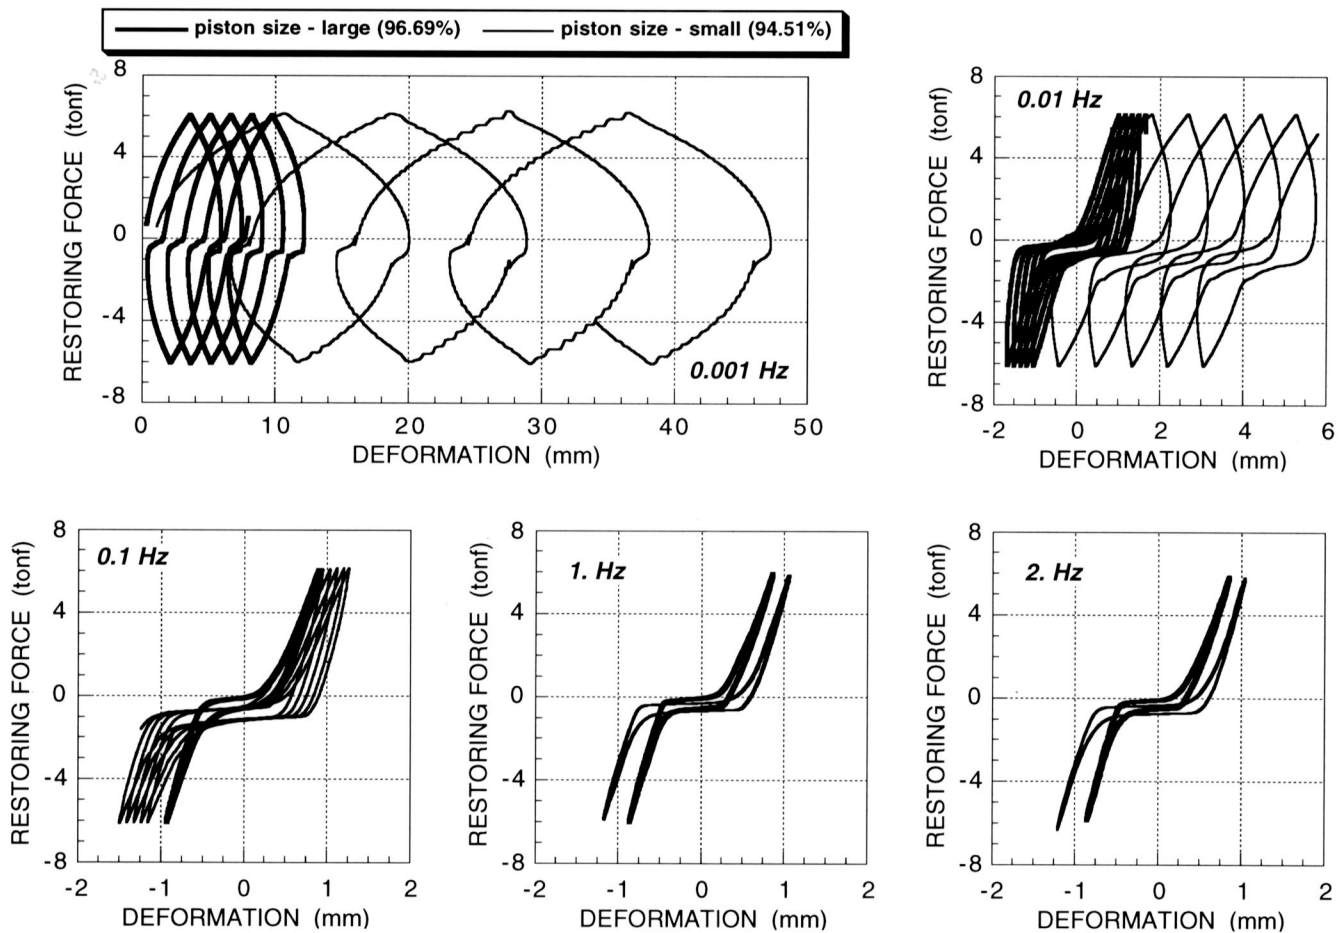 piston size - large (96.69%) piston size - small (94.51%)
8
4
0
-4
-8
RESTORING FORCE (tonf)
0.001 Hz
0 10 20 30 40 50
DEFORMATION (mm)
8
4
0
-4
-8
RESTORING FORCE (tonf)
0.01 Hz
-2 0 2 4 6
DEFORMATION (mm)
8
4
0
-4
-8
RESTORING FORCE (tonf)
0.1 Hz
-2 -1 0 1 2
DEFORMATION (mm)
8
4
0
-4
-8
RESTORING FORCE (tonf)
1. Hz
-2 -1 0 1 2
DEFORMATION (mm)
8
4
0
-4
-8
RESTORING FORCE (tonf)
2. Hz
-2 -1 0 1 2
DEFORMATION (mm)